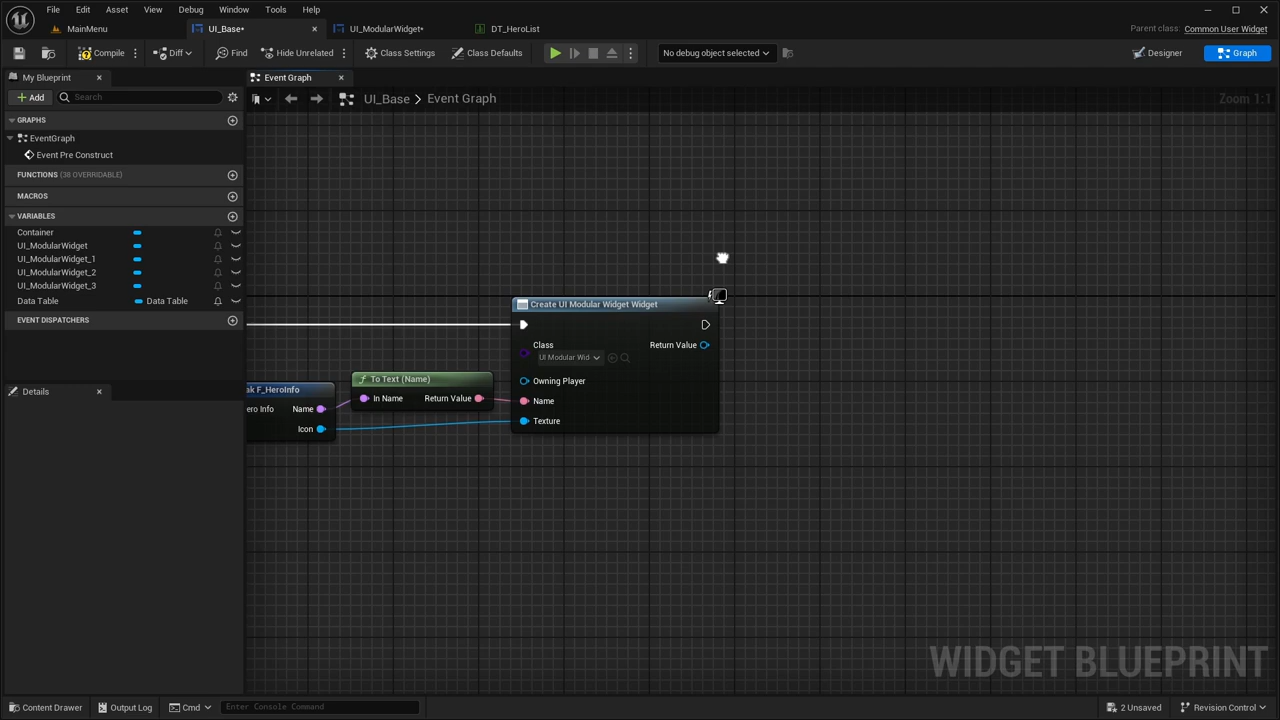 File Edit Asset View Debug Window Tools Help
MainMenu UI_Base* UI_ModularWidget* DT_HeroList Parent class: Common User Widget
Compile Diff Find Hide Unrelated Class Settings Class Defaults No debug object selected Designer Graph
My Blueprint Event Graph
Add Search UI_Base > Event Graph Zoom 1:1
GRAPHS
EventGraph
Event Pre Construct
FUNCTIONS (38 OVERRIDABLE)
MACROS
VARIABLES
Container
UI_ModularWidget
UI_ModularWidget_1
UI_ModularWidget_2
UI_ModularWidget_3
Data Table Data Table
EVENT DISPATCHERS
Details
Create UI Modular Widget Widget
Class Return Value
UI Modular Wid
Owning Player
Name
Texture
To Text (Name)
In Name Return Value
ak F_HeroInfo
ero Info Name
Icon
WIDGET BLUEPRINT
Content Drawer Output Log Cmd Enter Console Command 2 Unsaved Revision Control